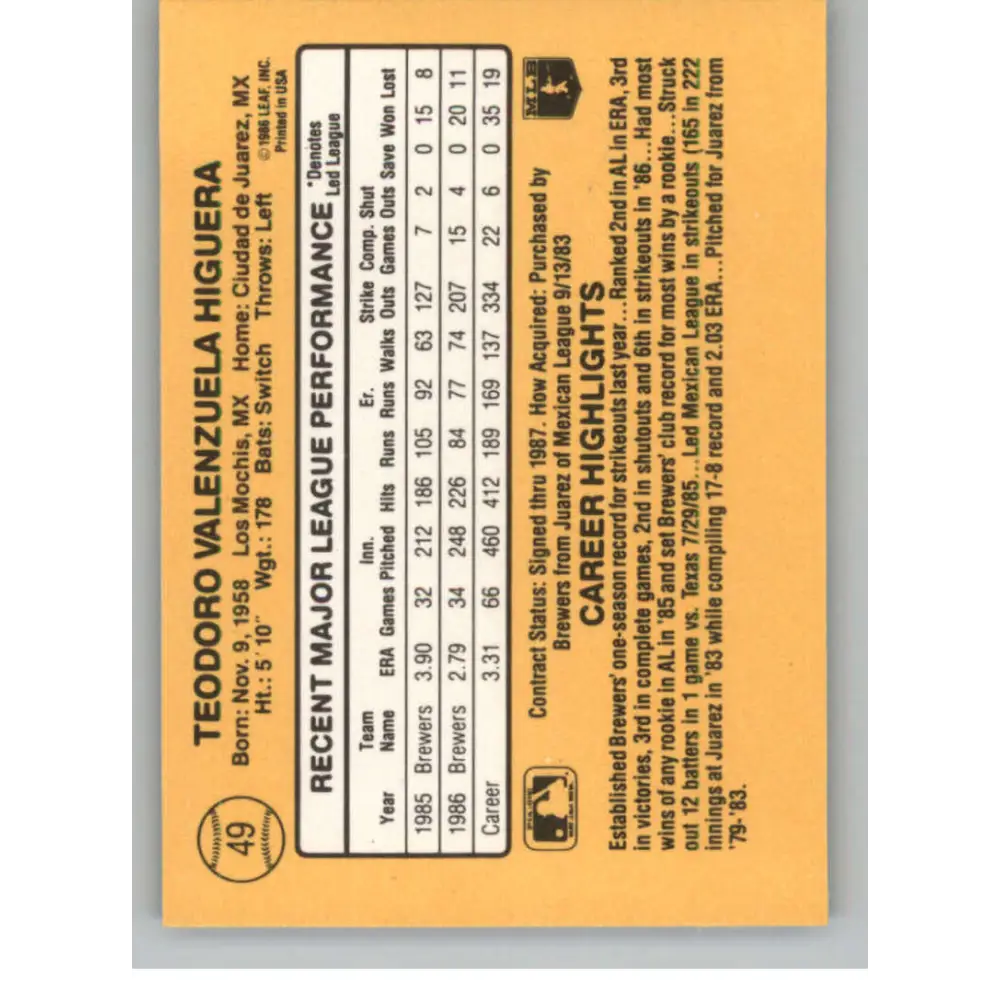 49
TEODORO VALENZUELA HIGUERA
Born: Nov. 9, 1958 Los Mochis, MX Home: Ciudad de Juarez, MX
Ht.: 5'10" Wgt.: 178 Bats: Switch Throws: Left
©1986 LEAF, INC.
Printed in USA
RECENT MAJOR LEAGUE PERFORMANCE
*Denotes
Led League
Year Team Name ERA Games Inn. Pitched Hits Runs Er. Runs Walks Strike Outs Comp. Games Shut Outs Save Won Lost
1985 Brewers 3.90 32 212 186 105 92 63 127 7 2 0 15 8
1986 Brewers 2.79 34 248 226 84 77 74 207 15 4 0 20 11
Career 3.31 66 460 412 189 169 137 334 22 6 0 35 19
Contract Status: Signed thru 1987. How Acquired: Purchased by
Brewers from Juarez of Mexican League 9/13/83
MLB
CAREER HIGHLIGHTS
Established Brewers' one-season record for strikeouts last year...Ranked 2nd in AL in ERA, 3rd
in victories, 3rd in complete games, 2nd in shutouts and 6th in strikeouts in '86...Had most
wins of any rookie in AL in '85 and set Brewers' club record for most wins by a rookie...Struck
out 12 batters in 1 game vs. Texas 7/29/85...Led Mexican League in strikeouts (165 in 222
innings at Juarez in '83 while compiling 17-8 record and 2.03 ERA...Pitched for Juarez from
'79-'83.